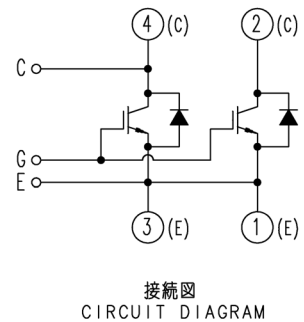 4 (C) 2 (C)
C
G
E
3 (E) 1 (E)
接続図
CIRCUIT DIAGRAM